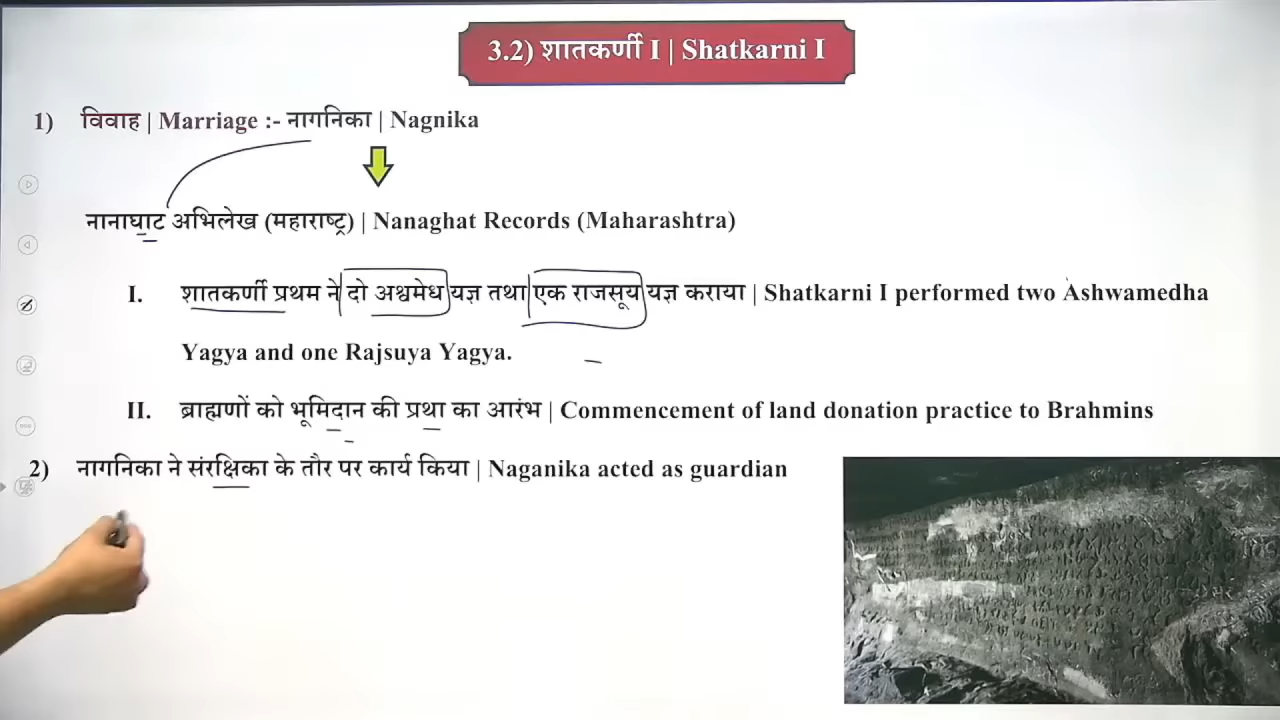 3.2) शातकर्णी I | Shatkarni I
1) विवाह | Marriage :- नागनिका | Nagnika
नानाघाट अभिलेख (महाराष्ट्र) | Nanaghat Records (Maharashtra)
I. शातकर्णी प्रथम ने दो अश्वमेध यज्ञ तथा एक राजसूय यज्ञ कराया | Shatkarni I performed two Ashwamedha
Yagya and one Rajsuya Yagya.
II. ब्राह्मणों को भूमिदान की प्रथा का आरंभ | Commencement of land donation practice to Brahmins
2) नागनिका ने संरक्षिका के तौर पर कार्य किया | Naganika acted as guardian